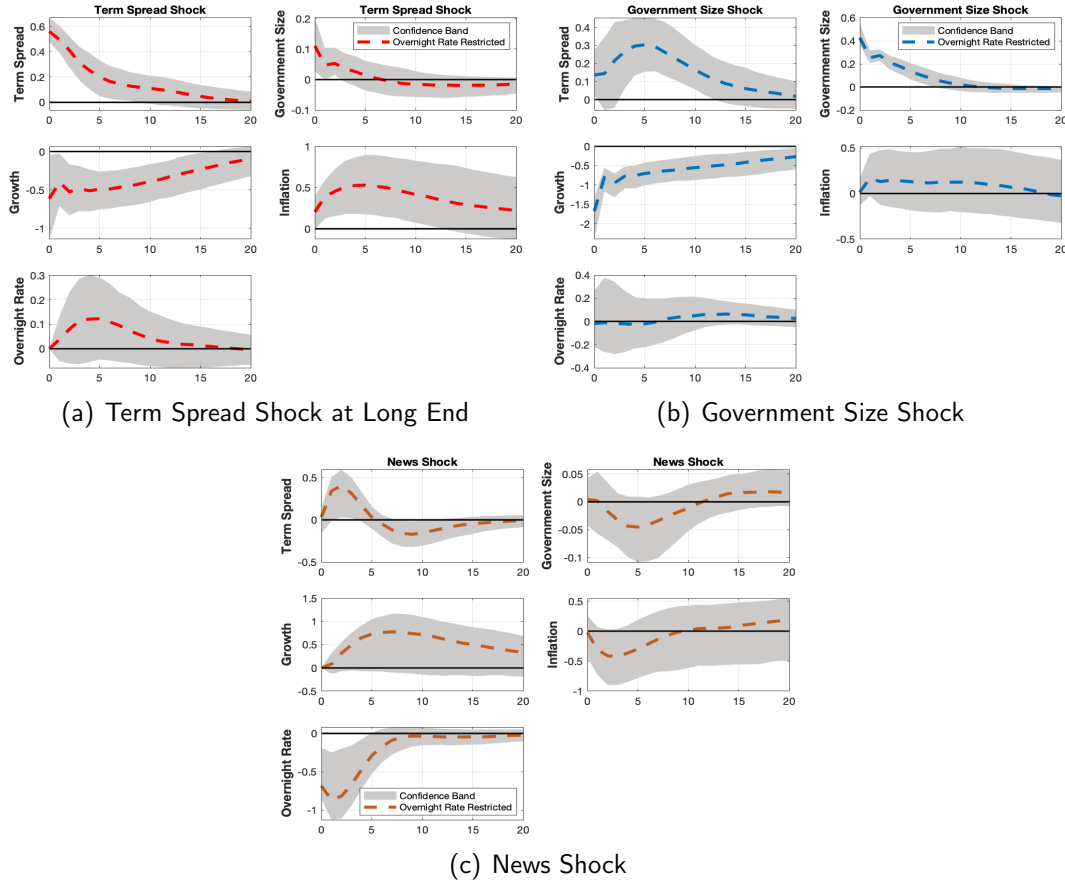 Term Spread Shock
Term Spread
0.6
0.4
0.2
0
0 5 10 15 20
Term Spread Shock
Governmennt Size
0.2
0.1
0
-0.1
Confidence Band
Overnight Rate Restricted
0 5 10 15 20
Growth
0
-0.5
-1
0 5 10 15 20
Inflation
1
0.5
0
0 5 10 15 20
Overnight Rate
0.3
0.2
0.1
0
0 5 10 15 20
(a) Term Spread Shock at Long End
Government Size Shock
Term Spread
0.4
0.2
0
0 5 10 15 20
Government Size Shock
Governmennt Size
0.6
0.4
0.2
0
-0.2
Confidence Band
Overnight Rate Restricted
0 5 10 15 20
Growth
0
-0.5
-1
-1.5
-2
0 5 10 15 20
Inflation
0.5
0
-0.5
0 5 10 15 20
Overnight Rate
0.4
0.2
0
-0.2
-0.4
0 5 10 15 20
(b) Government Size Shock
News Shock
Term Spread
0.5
0
-0.5
0 5 10 15 20
News Shock
Governmennt Size
0.05
0
-0.05
-0.1
0 5 10 15 20
Growth
1.5
1
0.5
0
-0.5
0 5 10 15 20
Inflation
0.5
0
-0.5
-1
0 5 10 15 20
Overnight Rate
0
-0.5
-1
Confidence Band
Overnight Rate Restricted
0 5 10 15 20
(c) News Shock